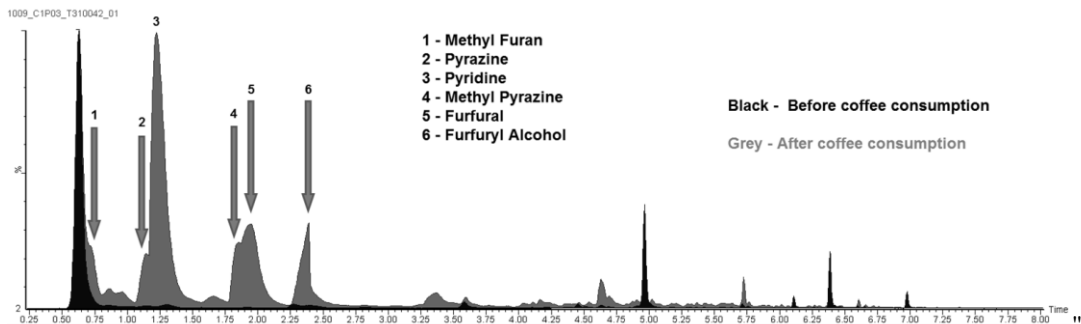 1009_C1P03_T310042_01
3
1 - Methyl Furan
2 - Pyrazine
3 - Pyridine
4 - Methyl Pyrazine
5 - Furfural
6 - Furfuryl Alcohol
Black - Before coffee consumption
Grey - After coffee consumption
1
2
4
5
6
%
2
Time
0.25 0.50 0.75 1.00 1.25 1.50 1.75 2.00 2.25 2.50 2.75 3.00 3.25 3.50 3.75 4.00 4.25 4.50 4.75 5.00 5.25 5.50 5.75 6.00 6.25 6.50 6.75 7.00 7.25 7.50 7.75 8.00
"